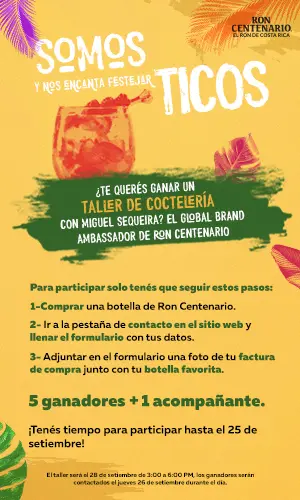 RON
CENTENARIO
EL RON DE COSTA RICA
SOMOS
Y NOS ENCANTA FESTEJAR
TICOS
¿TE QUERÉS GANAR UN
TALLER DE COCTELERÍA
CON MIGUEL SEQUEIRA? EL GLOBAL BRAND
AMBASSADOR DE RON CENTENARIO
Para participar solo tenés que seguir estos pasos:
1-Comprar una botella de Ron Centenario.
2- Ir a la pestaña de contacto en el sitio web y
llenar el formulario con tus datos.
3- Adjuntar en el formulario una foto de tu factura
de compra junto con tu botella favorita.
5 ganadores + 1 acompañante.
¡Tenés tiempo para participar hasta el 25 de
setiembre!
El taller será el 28 de setiembre de 3:00 a 6:00 PM, los ganadores serán
contactados el jueves 26 de setiembre durante el día.